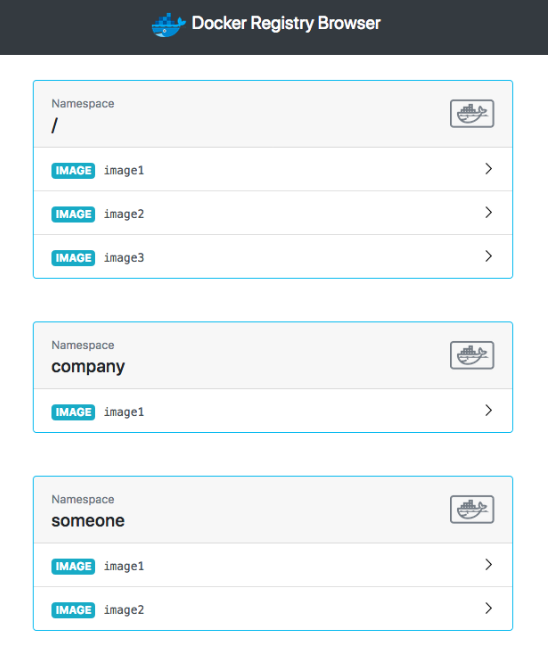 Docker Registry Browser
Namespace
/
IMAGE image1
IMAGE image2
IMAGE image3
Namespace
company
IMAGE image1
Namespace
someone
IMAGE image1
IMAGE image2